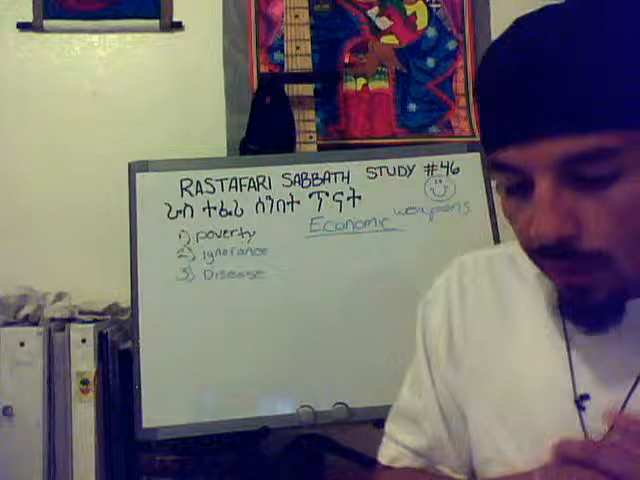 RASTAFARI SABBATH STUDY #46
ራስ ተፈሪ ሰንበት ጥናት
Economic weapons
1) poverty
2) Ignorance
3) Disease